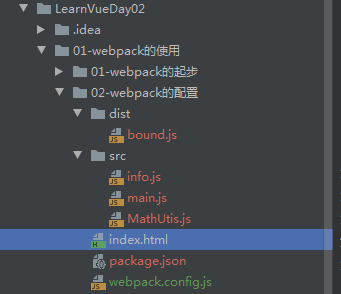 LearnVueDay02
.idea
01-webpack的使用
01-webpack的起步
02-webpack的配置
dist
bound.js
src
info.js
main.js
MathUtis.js
index.html
package.json
webpack.config.js